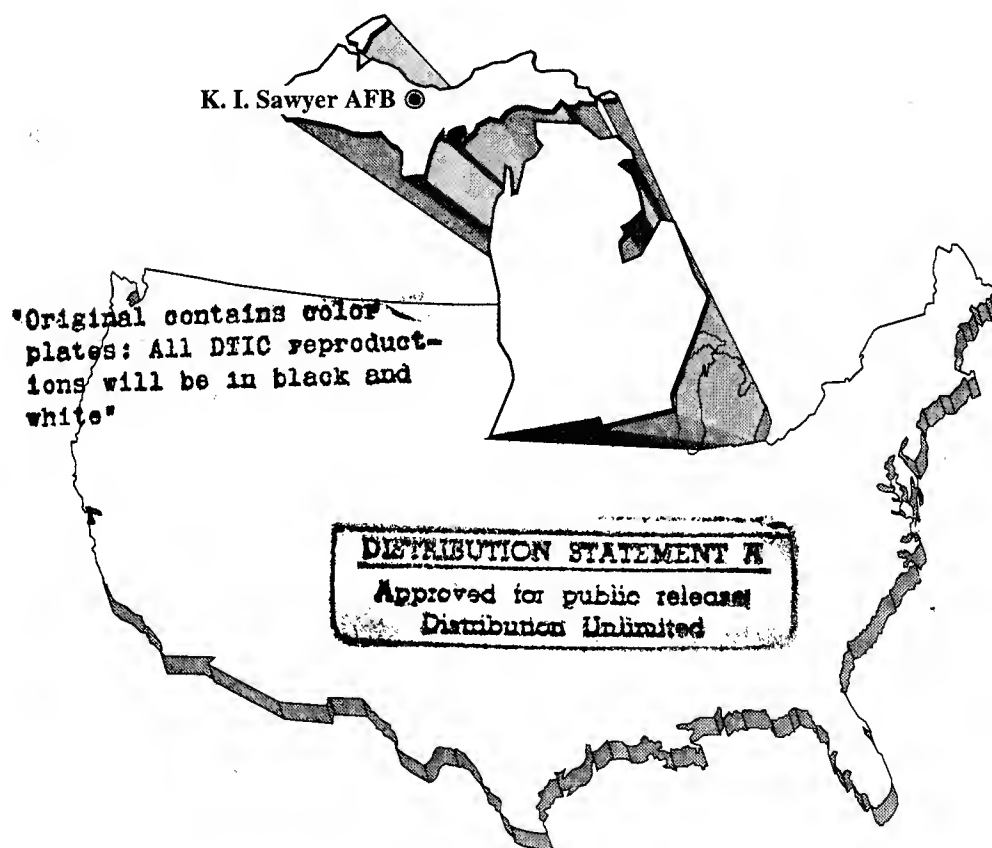 K. I. Sawyer AFB
"Original contains color
plates: All DTIC reproduct-
ions will be in black and
white"
DISTRIBUTION STATEMENT A
Approved for public release;
Distribution Unlimited